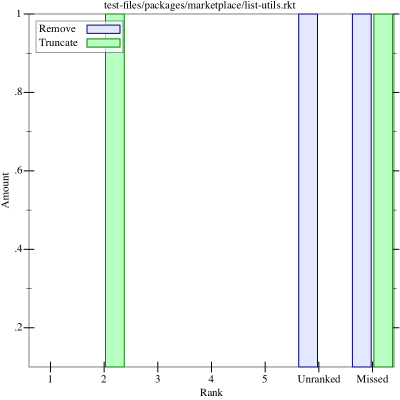 test-files/packages/marketplace/list-utils.rkt
1
Remove
Truncate
.8
.6
.4
.2
Amount
1 2 3 4 5 Unranked Missed
Rank